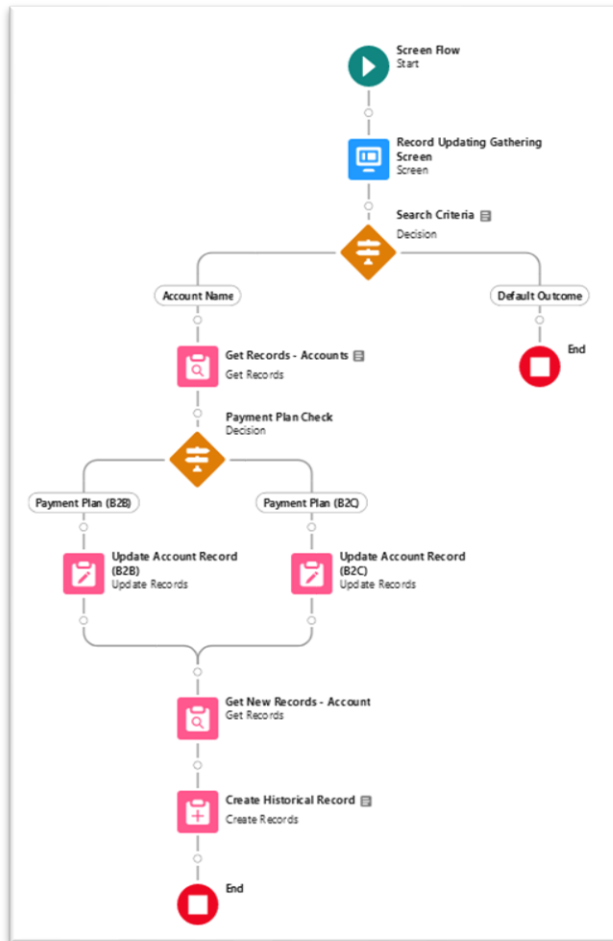 Screen Flow
Start
Record Updating Gathering
Screen
Screen
Search Criteria
Decision
Account Name
Default Outcome
Get Records - Accounts
Get Records
End
Payment Plan Check
Decision
Payment Plan (B2B)
Payment Plan (B2C)
Update Account Record
(B2B)
Update Records
Update Account Record
(B2C)
Update Records
Get New Records - Account
Get Records
Create Historical Record
Create Records
End